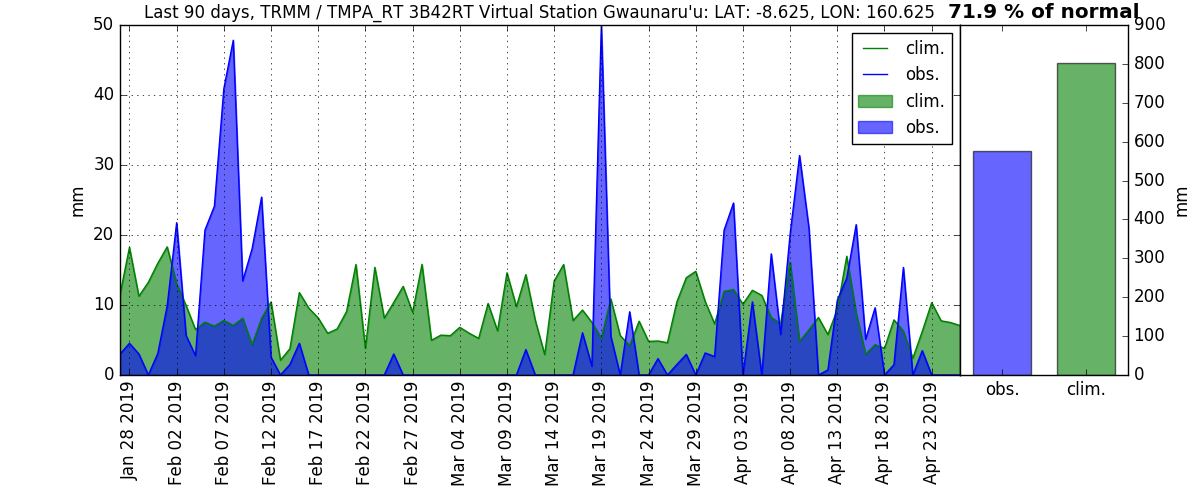 Last 90 days, TRMM / TMPA_RT 3B42RT Virtual Station Gwaunaru'u: LAT: -8.625, LON: 160.625
71.9 % of normal
50
40
30
20
10
0
mm
clim.
obs.
clim.
obs.
Jan 28 2019
Feb 02 2019
Feb 07 2019
Feb 12 2019
Feb 17 2019
Feb 22 2019
Feb 27 2019
Mar 04 2019
Mar 09 2019
Mar 14 2019
Mar 19 2019
Mar 24 2019
Mar 29 2019
Apr 03 2019
Apr 08 2019
Apr 13 2019
Apr 18 2019
Apr 23 2019
900
800
700
600
500
400
300
200
100
0
mm
obs.
clim.